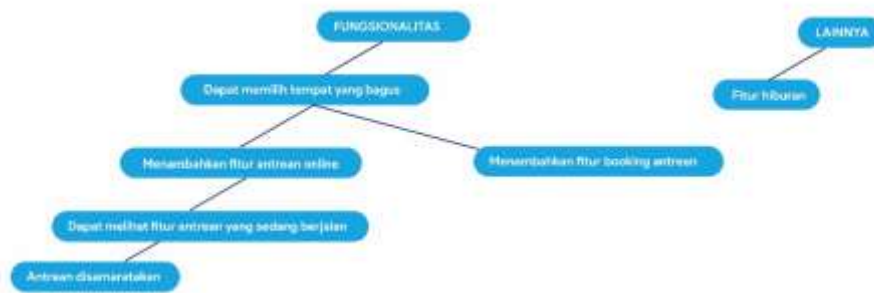 FUNGSIONALITAS
LAINNYA
Dapat memilih tempat yang bagus
Fitur hiburan
Menambahkan fitur antrean online
Menambahkan fitur booking antrean
Dapat melihat fitur antrean yang sedang berjalan
Antrean disamaratakan